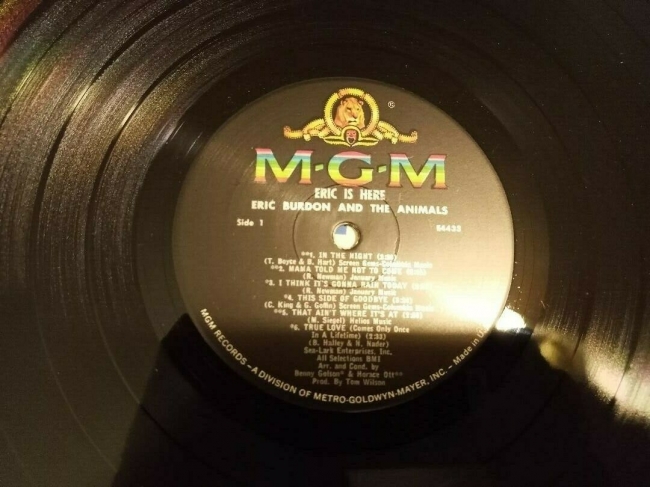 ®
M·G·M
ERIC IS HERE
ERIC BURDON AND THE ANIMALS
Side 1
E4433
**1. IN THE NIGHT
(T. Boyce & B. Hart) Screen Gems-Columbia Music
**2. MAMA TOLD ME NOT TO COME
(R. Newman) January Music
*3. I THINK IT'S GONNA RAIN TODAY
(R. Newman) January Music
*4. THIS SIDE OF GOODBYE
(C. King & G. Goffin) Screen Gems-Columbia Music
**5. THAT AIN'T WHERE IT'S AT
(M. Siegel) Helios Music
*6. TRUE LOVE (Comes Only Once
In A Lifetime) (2:33)
(B. Halley & N. Nader)
Sea-Lark Enterprises, Inc.
All Selections BMI
Arr. and Cond. by
Benny Golson* & Horace Ott**
Prod. By Tom Wilson
MGM RECORDS – A DIVISION OF METRO-GOLDWYN-MAYER, INC. – Made in U